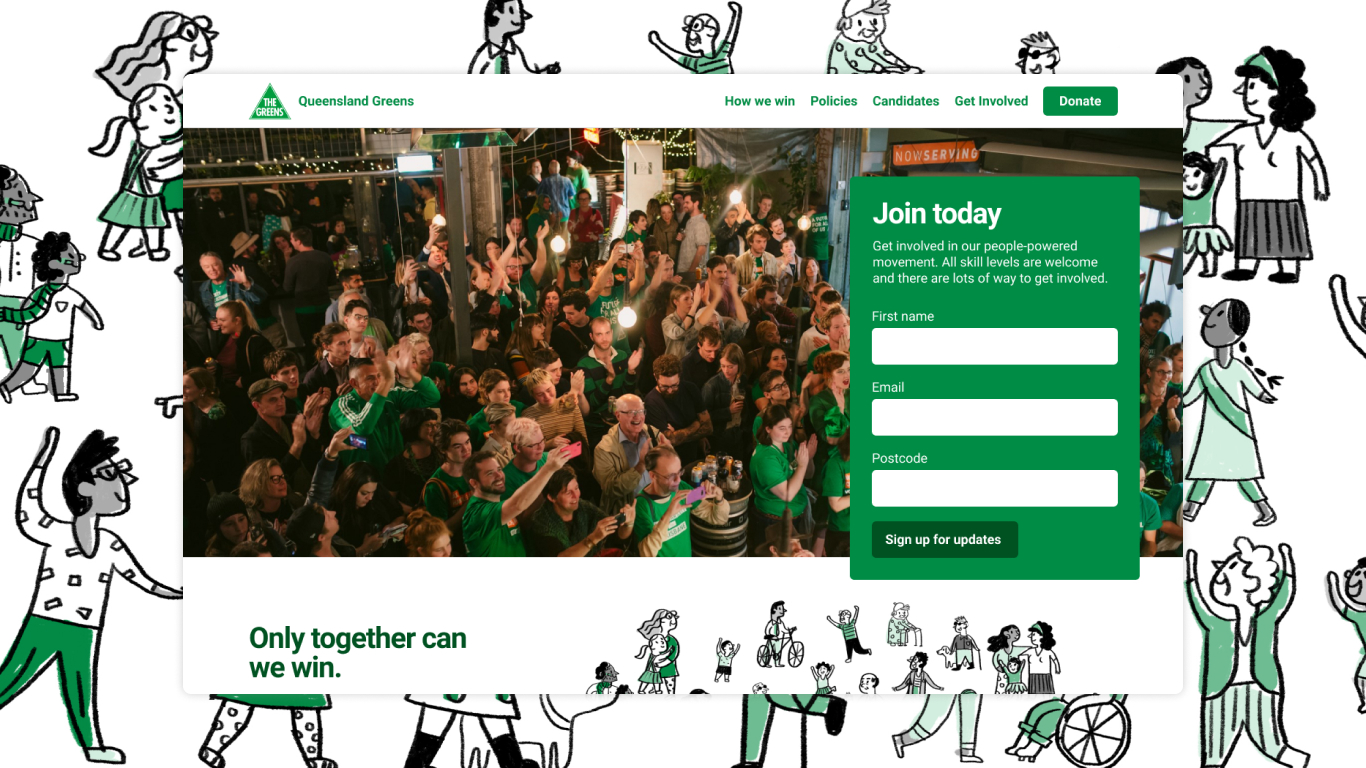 THE
GREENS
Queensland Greens
How we win
Policies
Candidates
Get Involved
Donate
NOWSERVING
Join today
Get involved in our people-powered
movement. All skill levels are welcome
and there are lots of way to get involved.
First name
Email
Postcode
Sign up for updates
Only together can
we win.